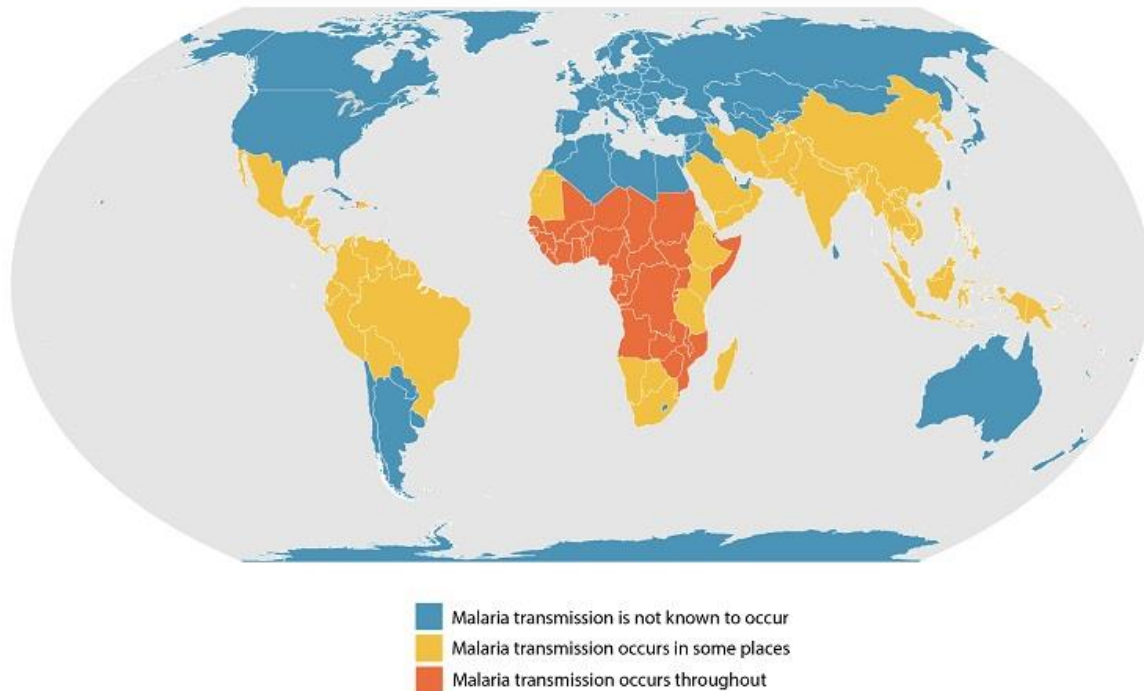 Malaria transmission is not known to occur
Malaria transmission occurs in some places
Malaria transmission occurs throughout